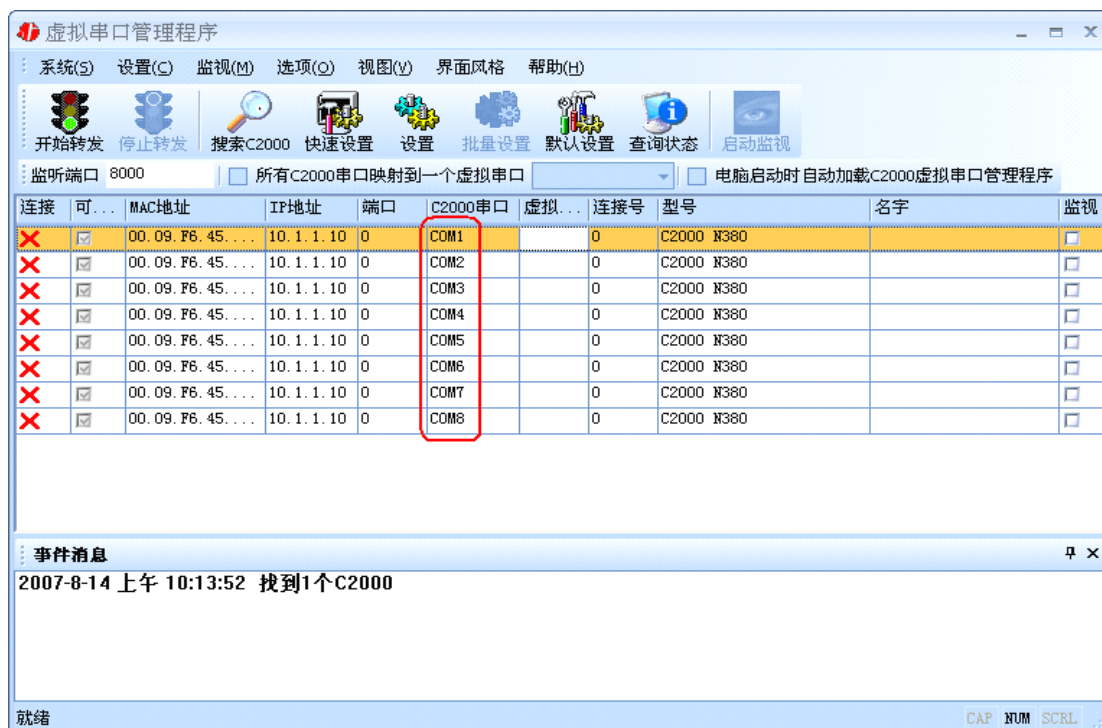 虚拟串口管理程序
系统(S) 设置(C) 监视(M) 选项(O) 视图(V) 界面风格 帮助(H)
开始转发 停止转发 搜索C2000 快速设置 设置 批量设置 默认设置 查询状态 启动监视
监听端口 8000 所有C2000串口映射到一个虚拟串口 电脑启动时自动加载C2000虚拟串口管理程序
连接 可... MAC地址 IP地址 端口 C2000串口 虚拟... 连接号 型号 名字 监视
00.09.F6.45.... 10.1.1.10 0 COM1 0 C2000 N380
00.09.F6.45.... 10.1.1.10 0 COM2 0 C2000 N380
00.09.F6.45.... 10.1.1.10 0 COM3 0 C2000 N380
00.09.F6.45.... 10.1.1.10 0 COM4 0 C2000 N380
00.09.F6.45.... 10.1.1.10 0 COM5 0 C2000 N380
00.09.F6.45.... 10.1.1.10 0 COM6 0 C2000 N380
00.09.F6.45.... 10.1.1.10 0 COM7 0 C2000 N380
00.09.F6.45.... 10.1.1.10 0 COM8 0 C2000 N380
事件消息
2007-8-14 上午 10:13:52 找到1个C2000
就绪 CAP NUM SCRL